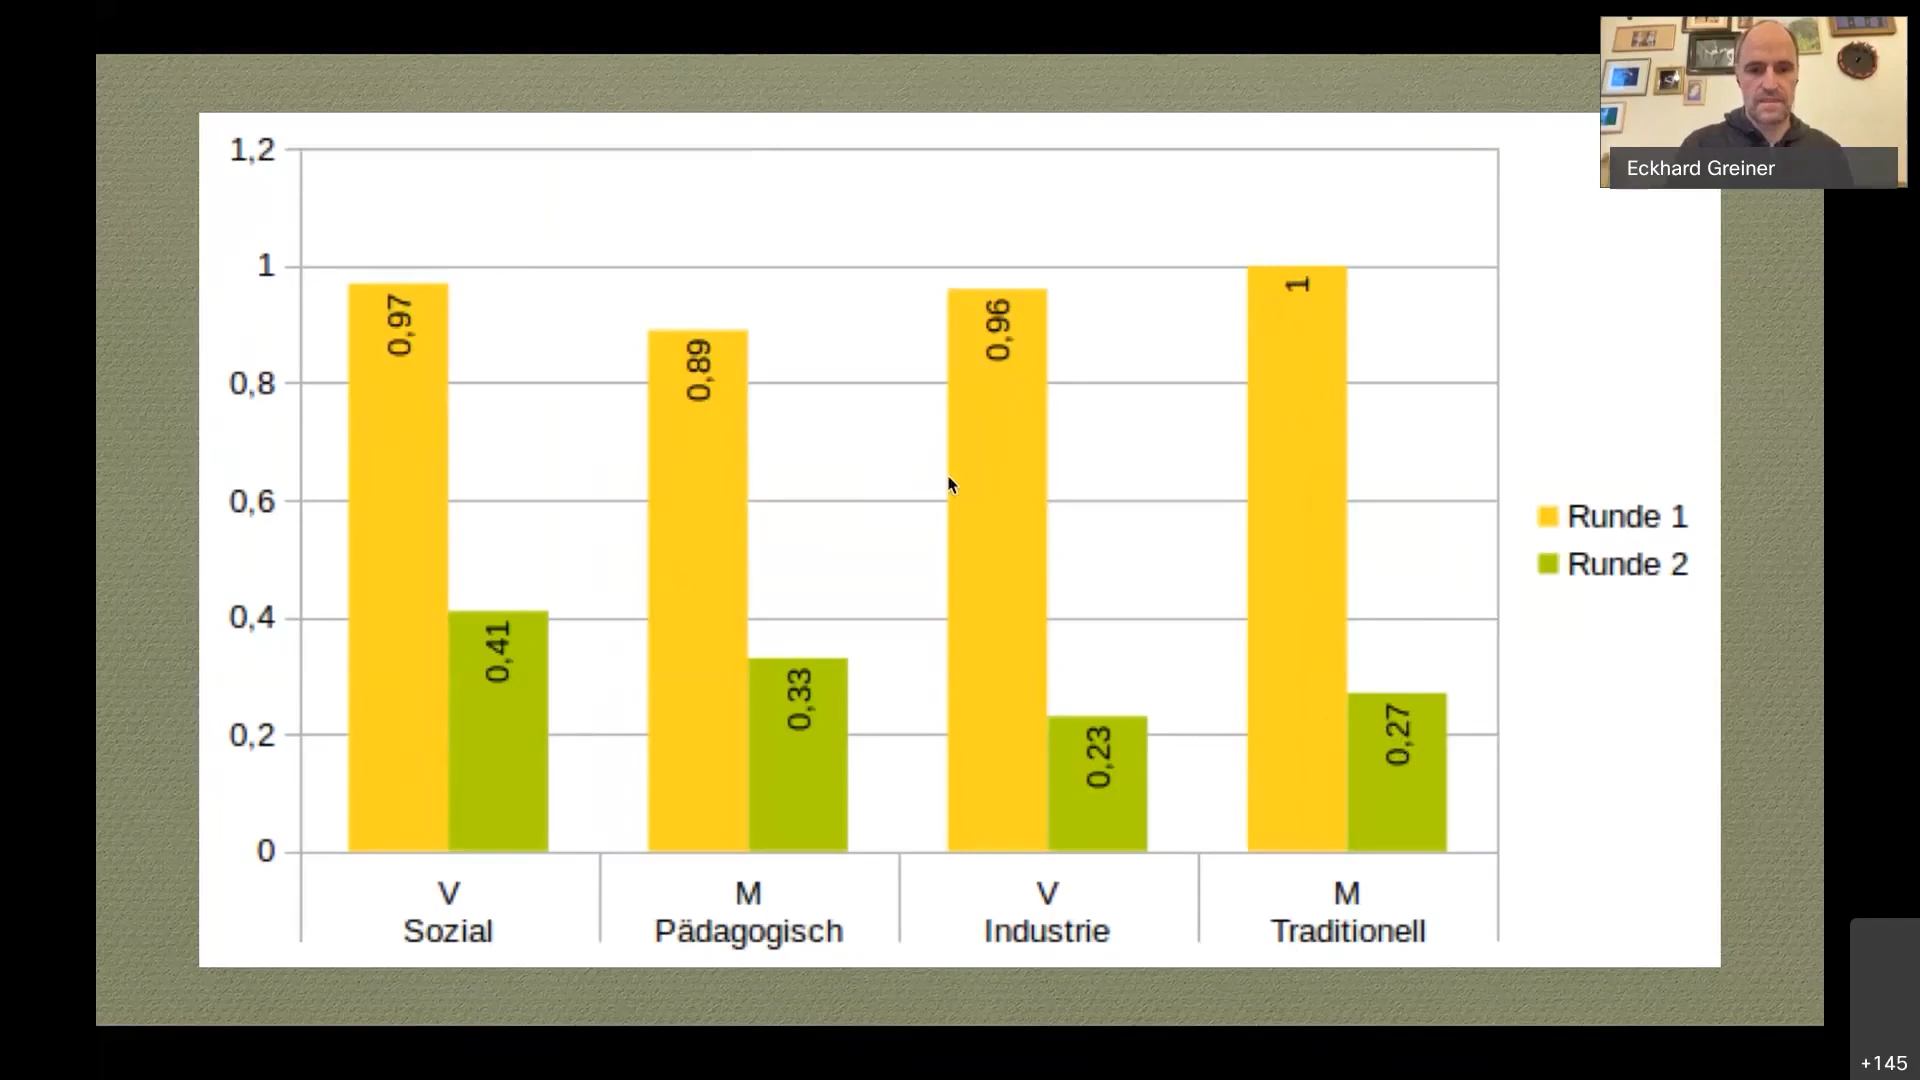 Eckhard Greiner
1,2
1
0,8
0,6
0,4
0,2
0
0,97
0,41
0,89
0,33
0,96
0,23
1
0,27
V
Sozial
M
Pädagogisch
V
Industrie
M
Traditionell
Runde 1
Runde 2
+145